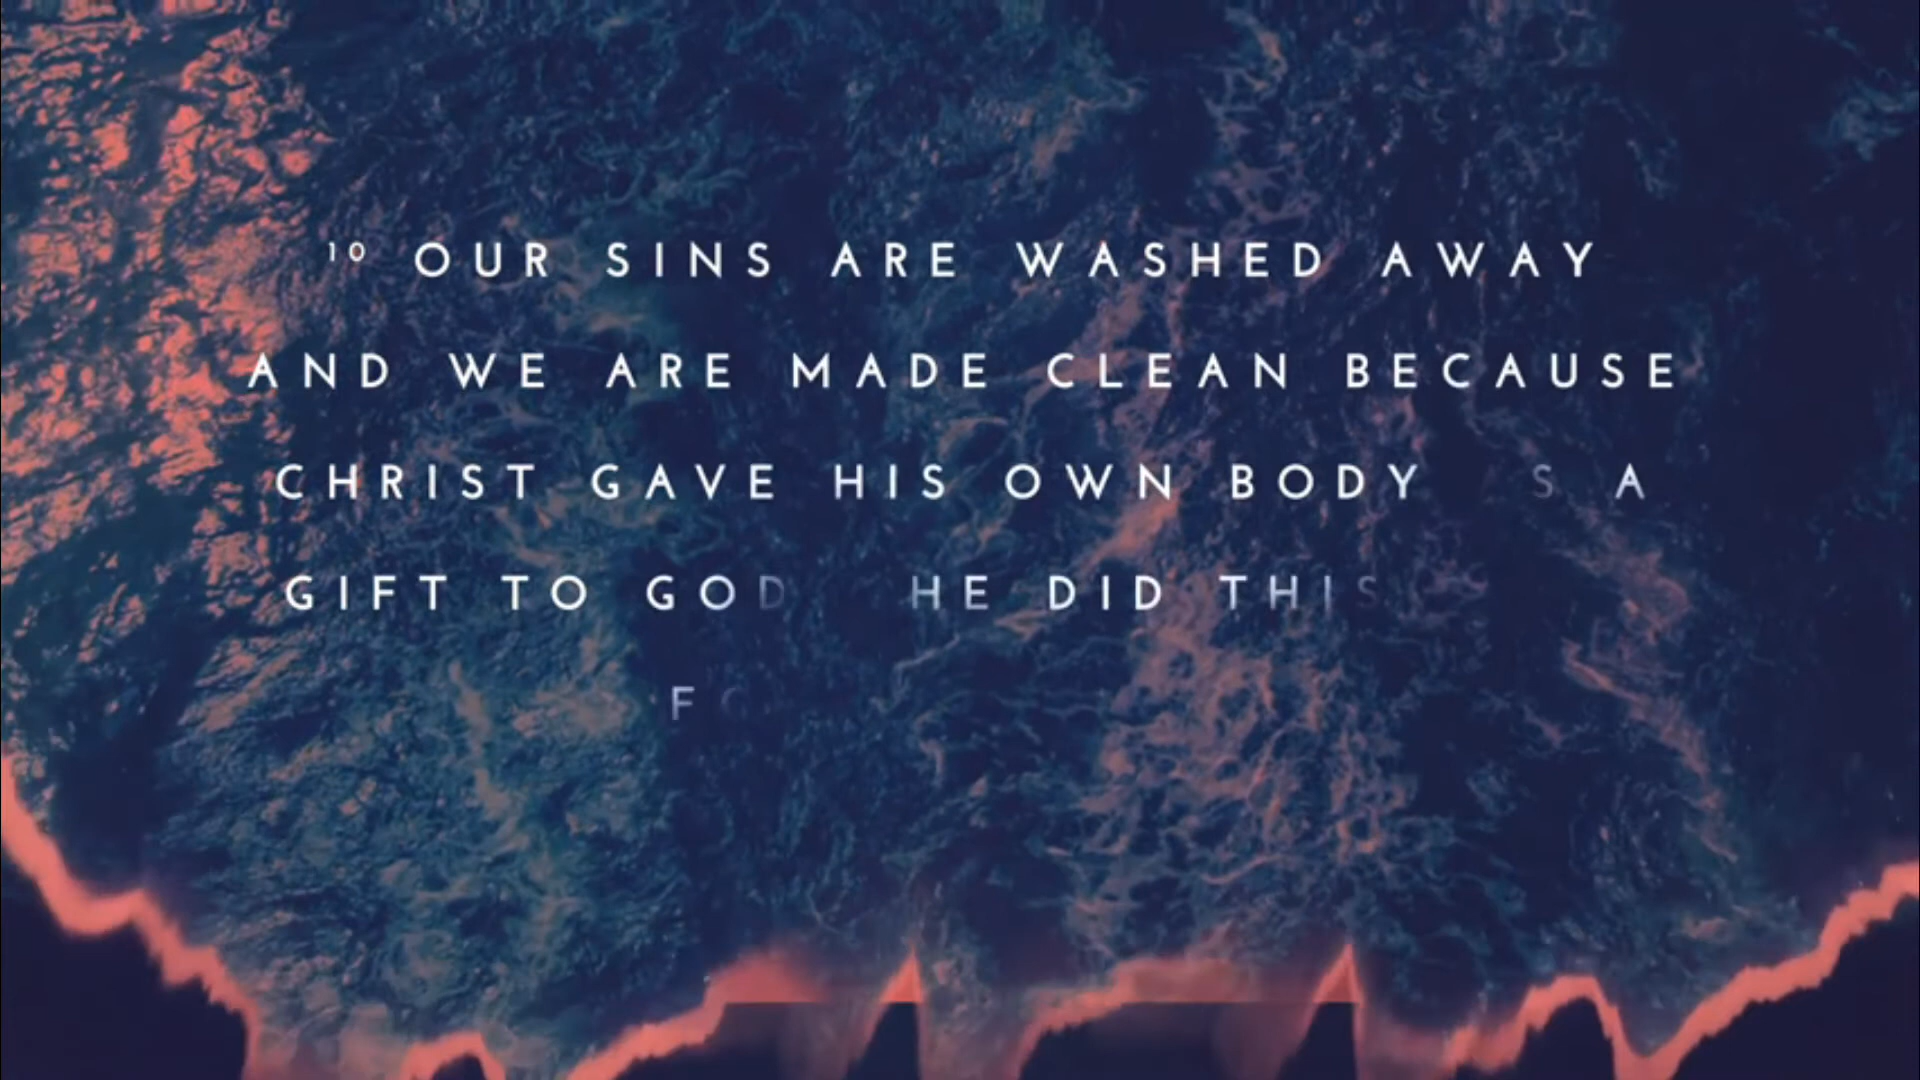 10 OUR SINS ARE WASHED AWAY
AND WE ARE MADE CLEAN BECAUSE
CHRIST GAVE HIS OWN BODY S A
GIFT TO GOD HE DID THIS